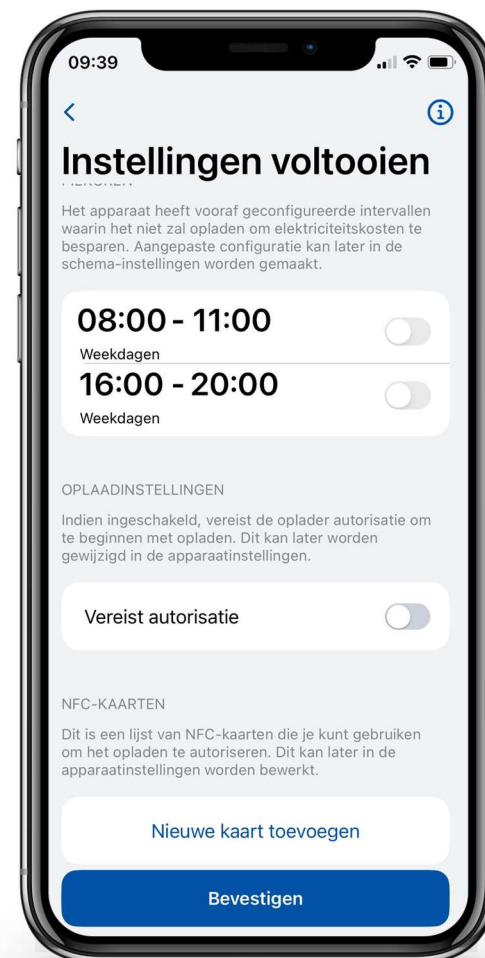 09:39
Instellingen voltooien
Het apparaat heeft vooraf geconfigureerde intervallen
waarin het niet zal opladen om elektriciteitskosten te
besparen. Aangepaste configuratie kan later in de
schema-instellingen worden gemaakt.
08:00 - 11:00
Weekdagen
16:00 - 20:00
Weekdagen
OPLAADINSTELLINGEN
Indien ingeschakeld, vereist de oplader autorisatie om
te beginnen met opladen. Dit kan later worden
gewijzigd in de apparaatinstellingen.
Vereist autorisatie
NFC-KAARTEN
Dit is een lijst van NFC-kaarten die je kunt gebruiken
om het opladen te autoriseren. Dit kan later in de
apparaatinstellingen worden bewerkt.
Nieuwe kaart toevoegen
Bevestigen